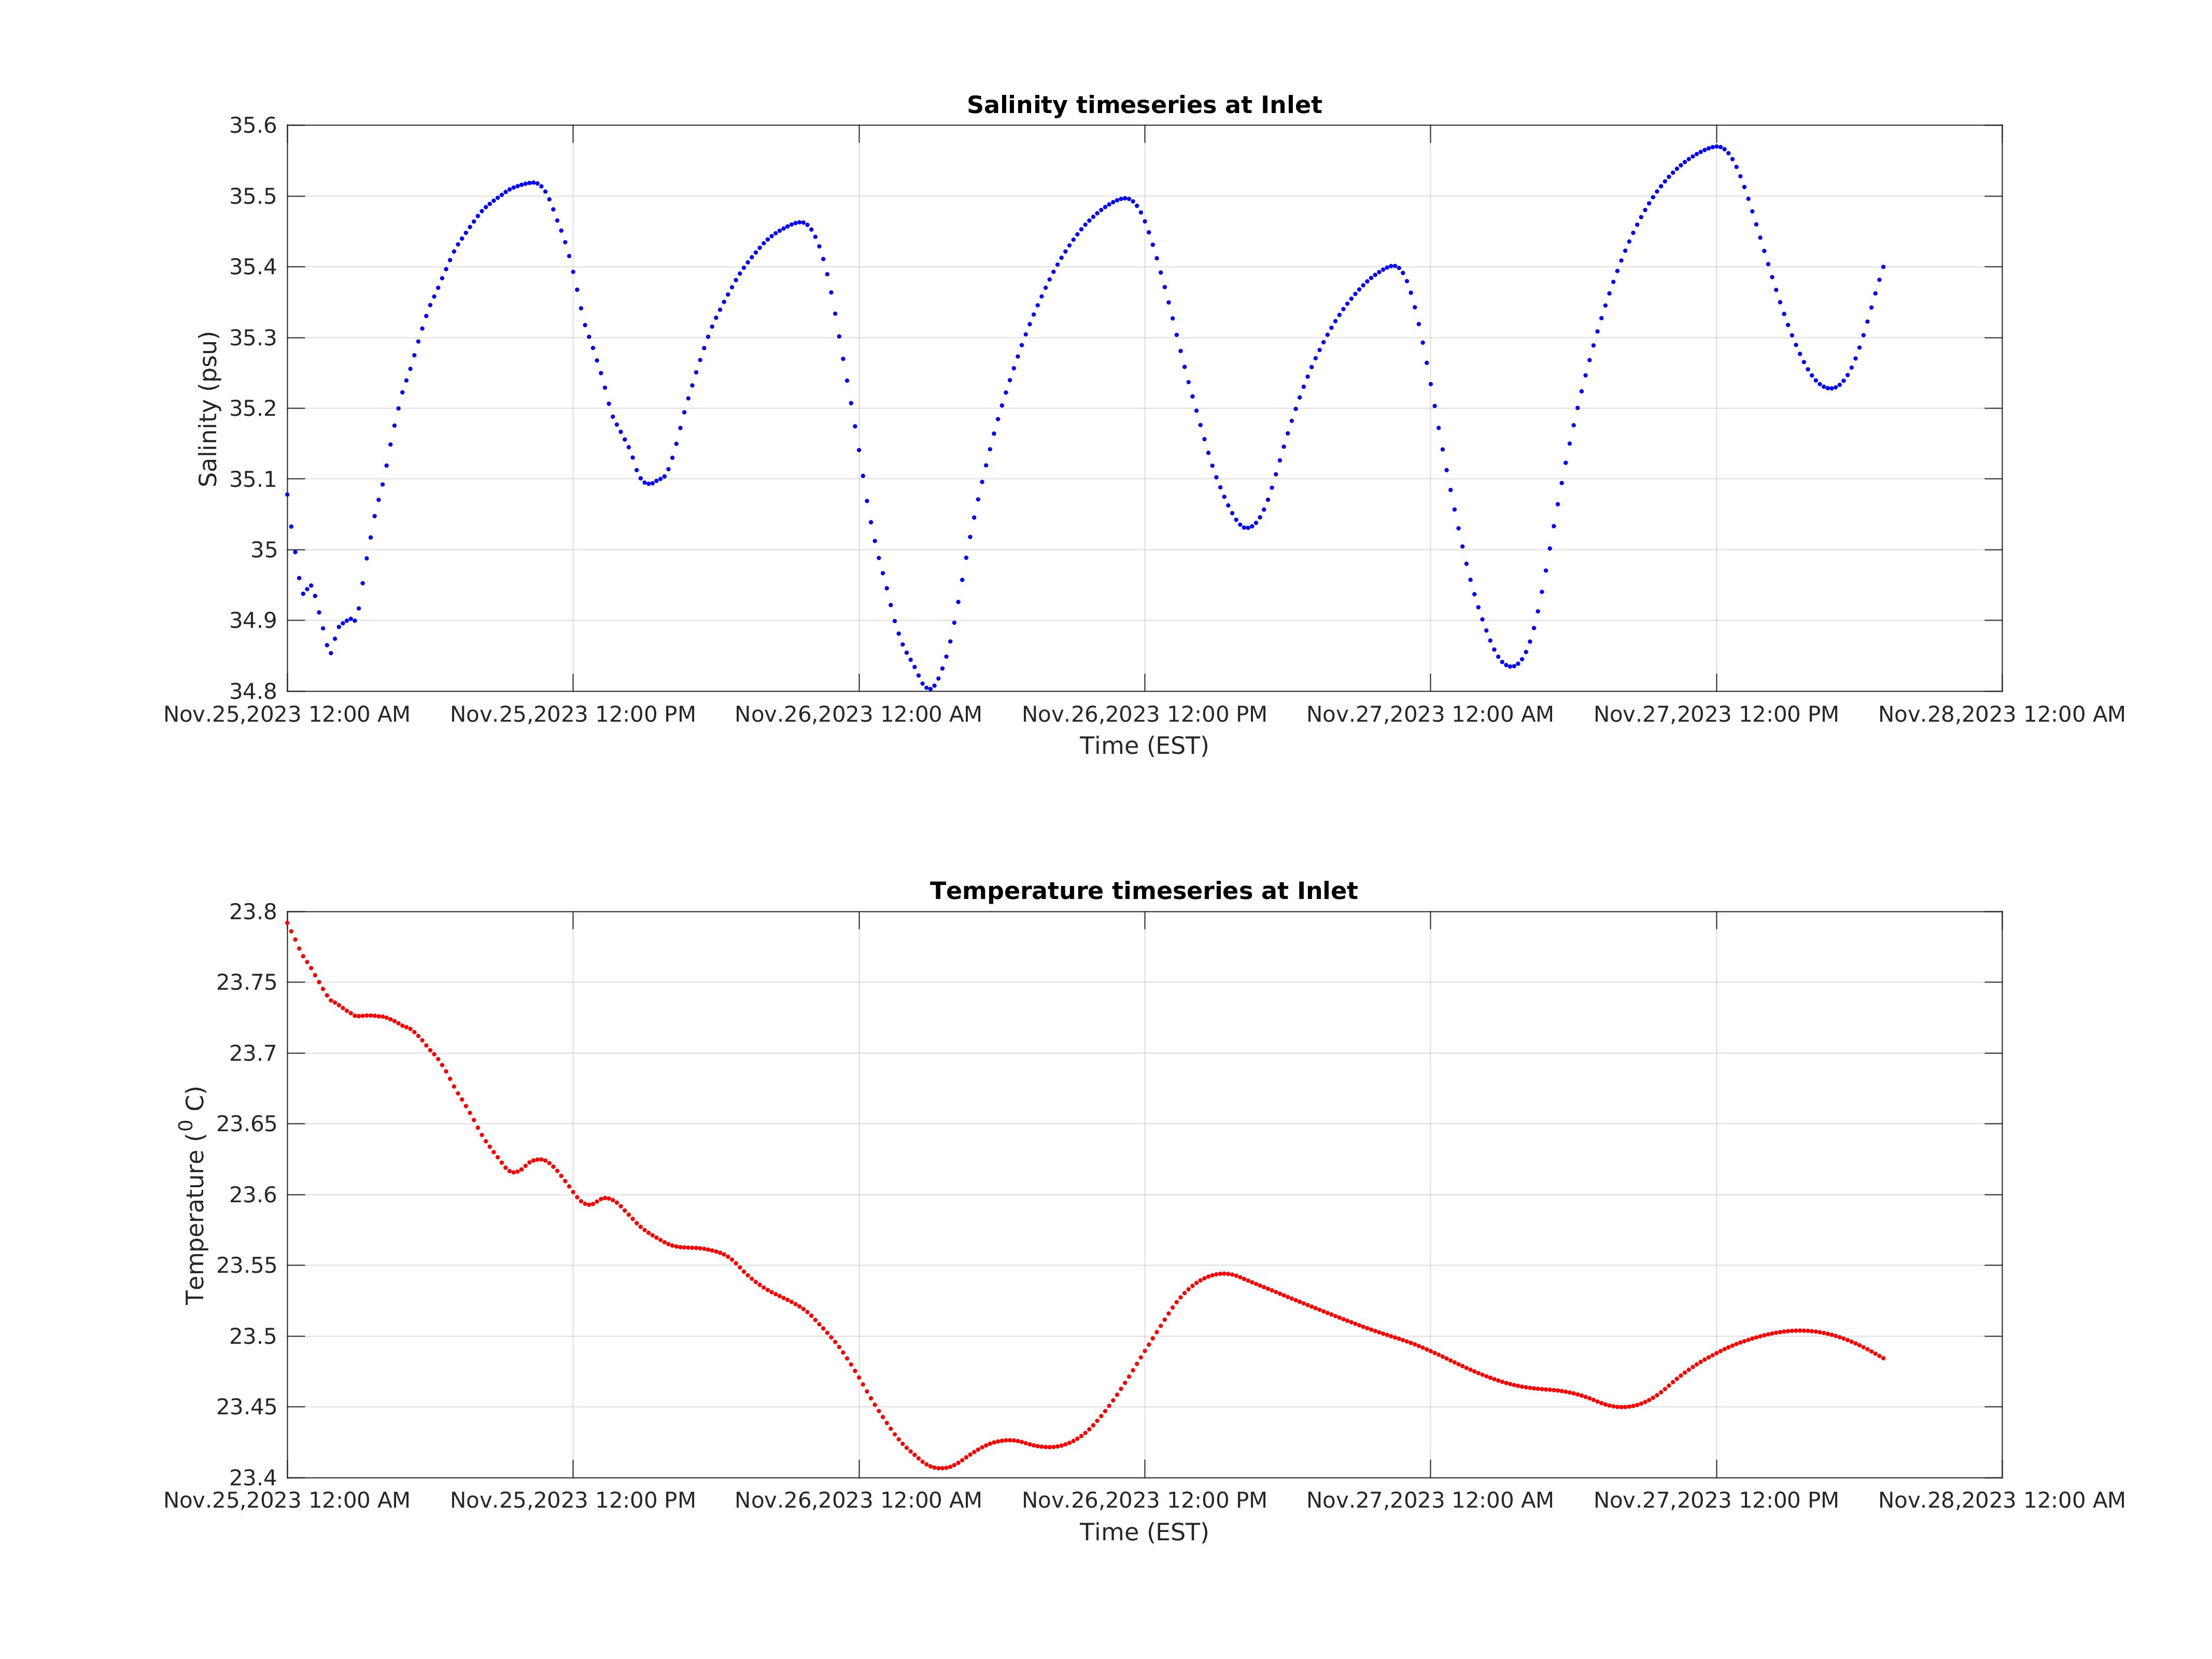 Salinity timeseries at Inlet
Salinity (psu)
35.6
35.5
35.4
35.3
35.2
35.1
35
34.9
34.8
Nov.25,2023 12:00 AM Nov.25,2023 12:00 PM Nov.26,2023 12:00 AM Nov.26,2023 12:00 PM Nov.27,2023 12:00 AM Nov.27,2023 12:00 PM Nov.28,2023 12:00 AM
Time (EST)
Temperature timeseries at Inlet
Temperature (⁰ C)
23.8
23.75
23.7
23.65
23.6
23.55
23.5
23.45
23.4
Nov.25,2023 12:00 AM Nov.25,2023 12:00 PM Nov.26,2023 12:00 AM Nov.26,2023 12:00 PM Nov.27,2023 12:00 AM Nov.27,2023 12:00 PM Nov.28,2023 12:00 AM
Time (EST)